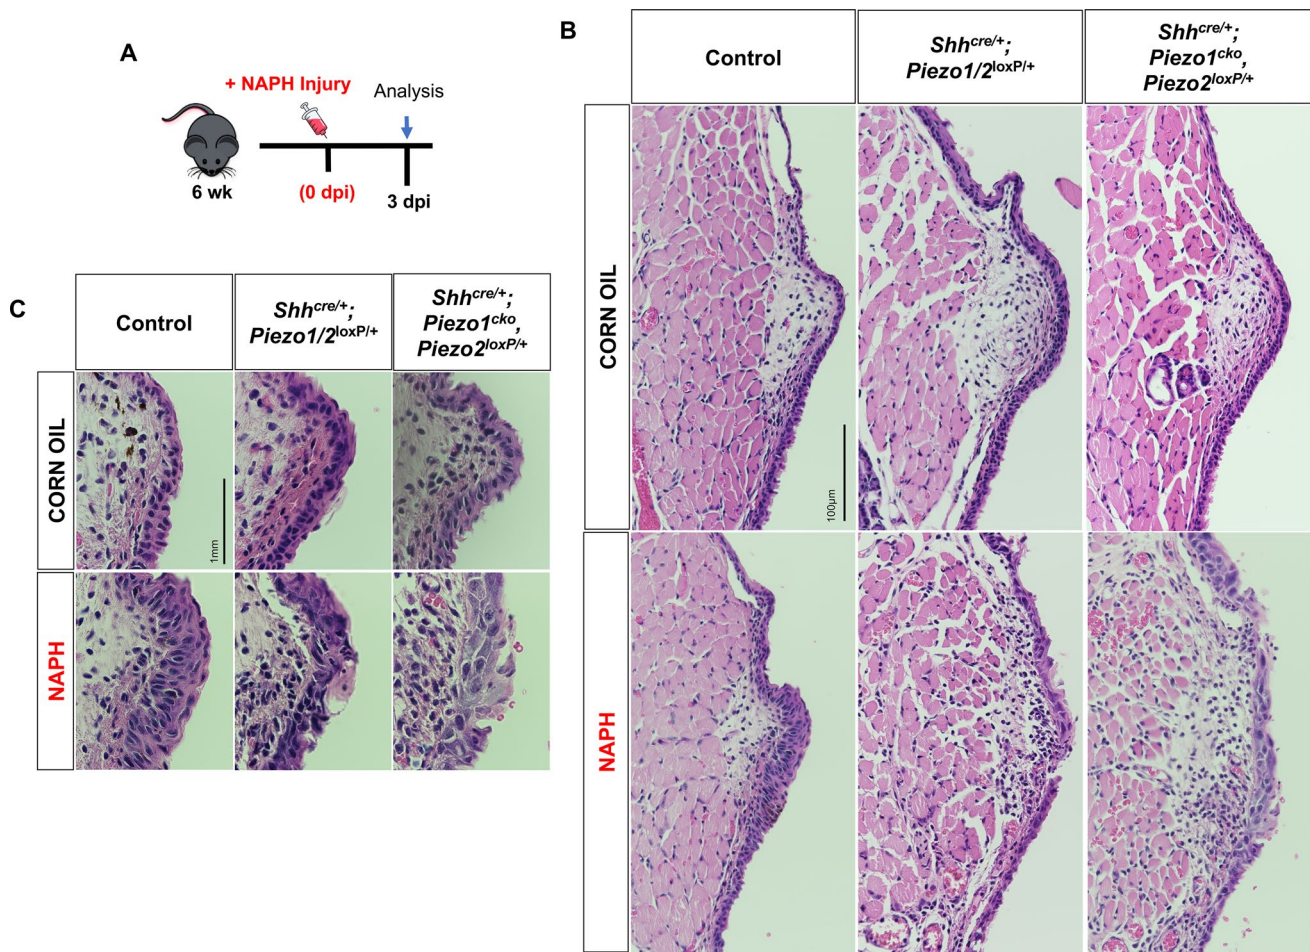 A
+ NAPH Injury
Analysis
6 wk
(0 dpi)
3 dpi
B
Control
Shhcre/+;
Piezo1/2loxP/+
Shhcre/+;
Piezo1cko,
Piezo2loxP/+
CORN OIL
100µm
NAPH
C
Control
Shhcre/+;
Piezo1/2loxP/+
Shhcre/+;
Piezo1cko,
Piezo2loxP/+
CORN OIL
1mm
NAPH